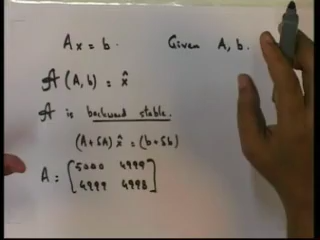 Ax = b. Given A, b.
𝒜 (A, b) = x̂
𝒜 is backward stable.
(A+δA) x̂ = (b+δb)
A = [5000 4999
4999 4998]